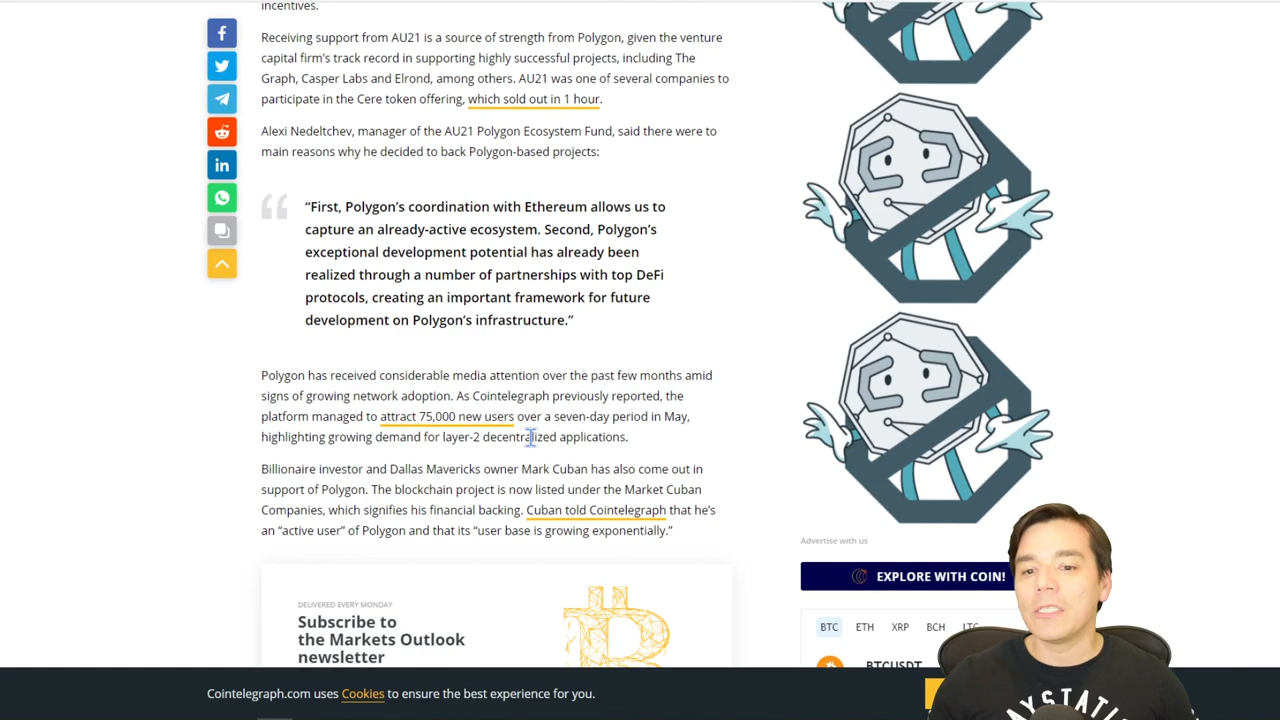 incentives.
Receiving support from AU21 is a source of strength from Polygon, given the venture
capital firm's track record in supporting highly successful projects, including The
Graph, Casper Labs and Elrond, among others. AU21 was one of several companies to
participate in the Cere token offering, which sold out in 1 hour.
Alexi Nedeltchev, manager of the AU21 Polygon Ecosystem Fund, said there were to
main reasons why he decided to back Polygon-based projects:
“First, Polygon’s coordination with Ethereum allows us to
capture an already-active ecosystem. Second, Polygon’s
exceptional development potential has already been
realized through a number of partnerships with top DeFi
protocols, creating an important framework for future
development on Polygon’s infrastructure.”
Polygon has received considerable media attention over the past few months amid
signs of growing network adoption. As Cointelegraph previously reported, the
platform managed to attract 75,000 new users over a seven-day period in May,
highlighting growing demand for layer-2 decentralized applications.
Billionaire investor and Dallas Mavericks owner Mark Cuban has also come out in
support of Polygon. The blockchain project is now listed under the Market Cuban
Companies, which signifies his financial backing. Cuban told Cointelegraph that he's
an “active user” of Polygon and that its “user base is growing exponentially.”
DELIVERED EVERY MONDAY
Subscribe to
the Markets Outlook
newsletter
Advertise with us
EXPLORE WITH COIN!
BTC ETH XRP BCH LTC
BTCUSDT
Cointelegraph.com uses Cookies to ensure the best experience for you.